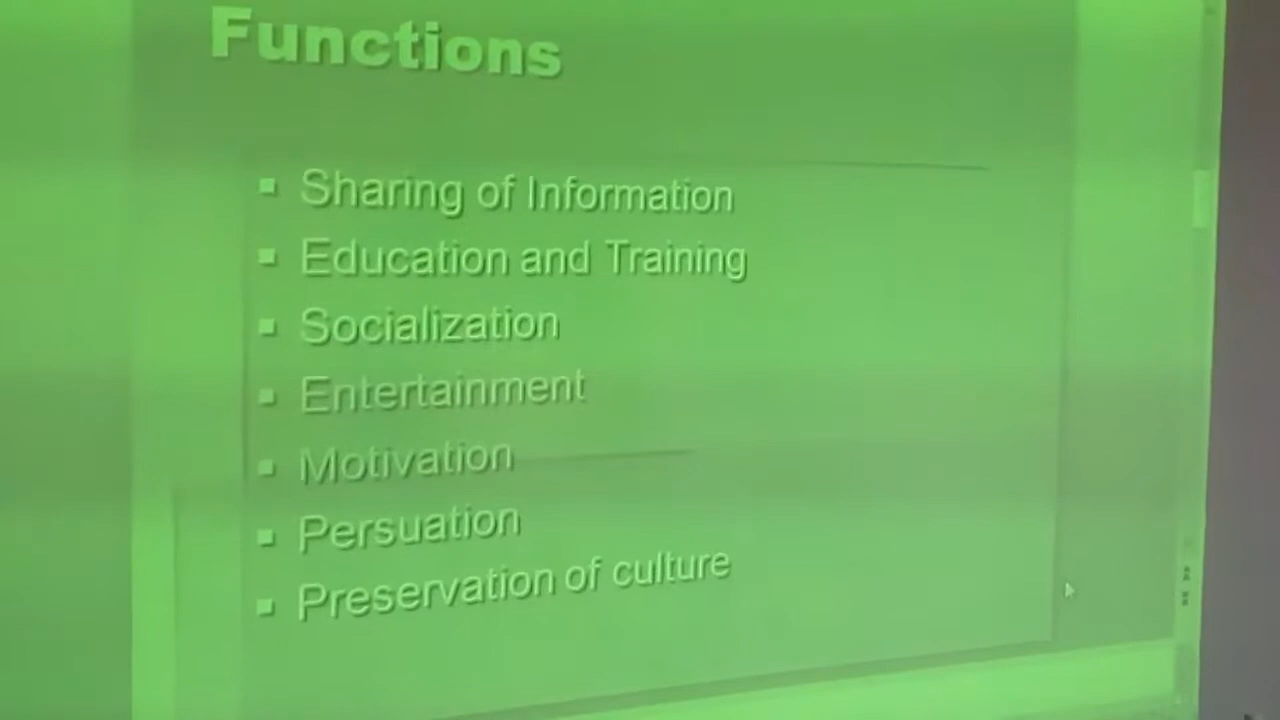 Functions
Sharing of Information
Education and Training
Socialization
Entertainment
Motivation
Persuation
Preservation of culture